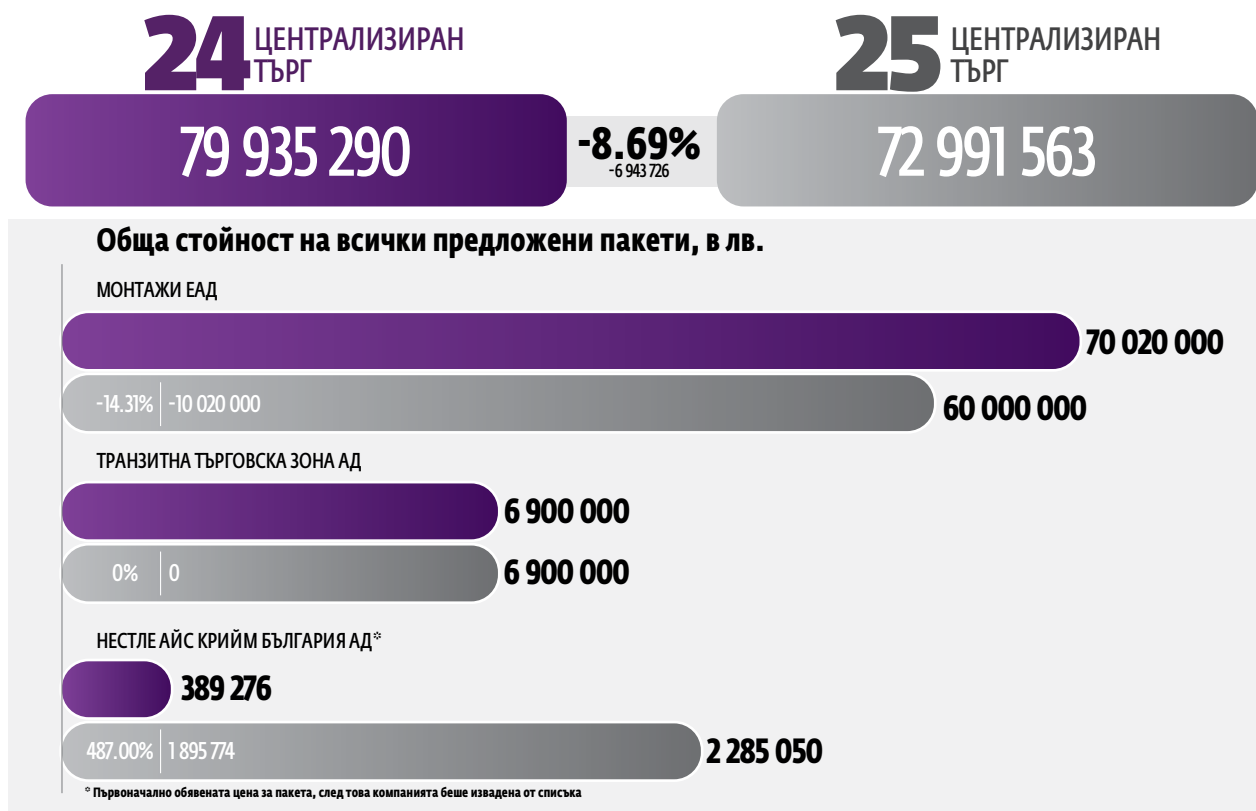 24 ЦЕНТРАЛИЗИРАН
ТЪРГ
25 ЦЕНТРАЛИЗИРАН
ТЪРГ
79 935 290
-8.69%
-6 943 726
72 991 563
Обща стойност на всички предложени пакети, в лв.
МОНТАЖИ ЕАД
70 020 000
-14.31% -10 020 000
60 000 000
ТРАНЗИТНА ТЪРГОВСКА ЗОНА АД
6 900 000
0% 0
6 900 000
НЕСТЛЕ АЙС КРИЙМ БЪЛГАРИЯ АД*
389 276
487.00% 1 895 774
2 285 050
* Първоначално обявената цена за пакета, след това компанията беше извадена от списъка